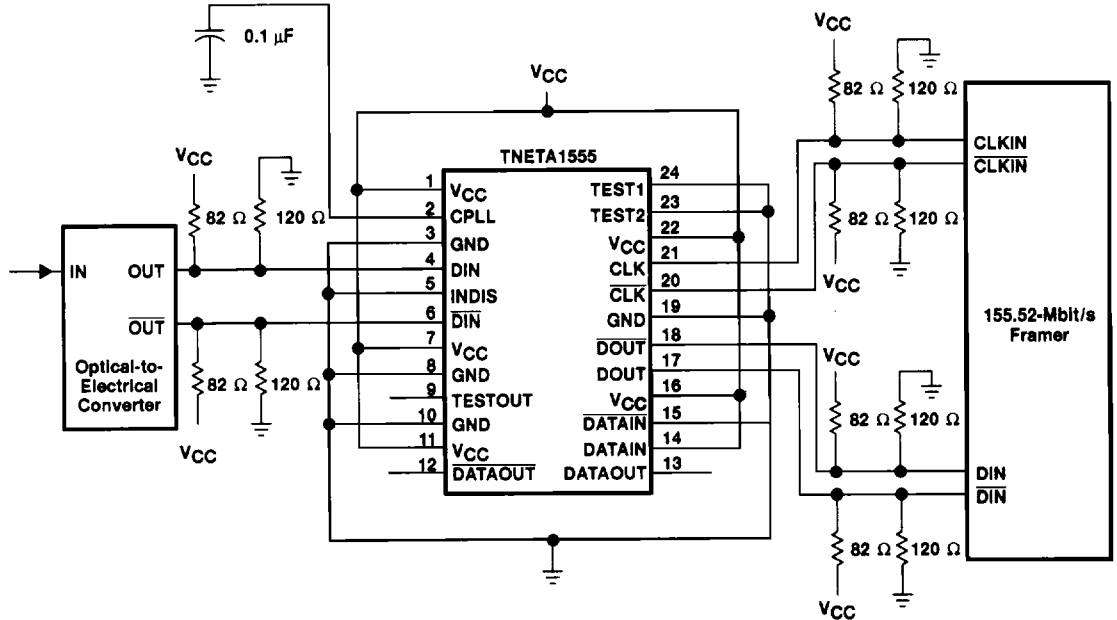 0.1 μF
VCC
82 Ω 120 Ω
IN OUT
OUT
Optical-to-
Electrical
Converter
82 Ω 120 Ω
VCC
VCC
TNETA1555
1 VCC
2 CPLL
3 GND
4 DIN
5 INDIS
6 DIN
7 VCC
8 GND
9 TESTOUT
10 GND
11 VCC
12 DATAOUT
TEST1 24
TEST2 23
VCC 22
CLK 21
CLK 20
GND 19
DOUT 18
DOUT 17
VCC 16
DATAIN 15
DATAIN 14
DATAOUT 13
VCC
82 Ω 120 Ω
82 Ω 120 Ω
VCC
VCC
82 Ω 120 Ω
82 Ω 120 Ω
VCC
CLKIN
CLKIN
155.52-Mbit/s
Framer
DIN
DIN